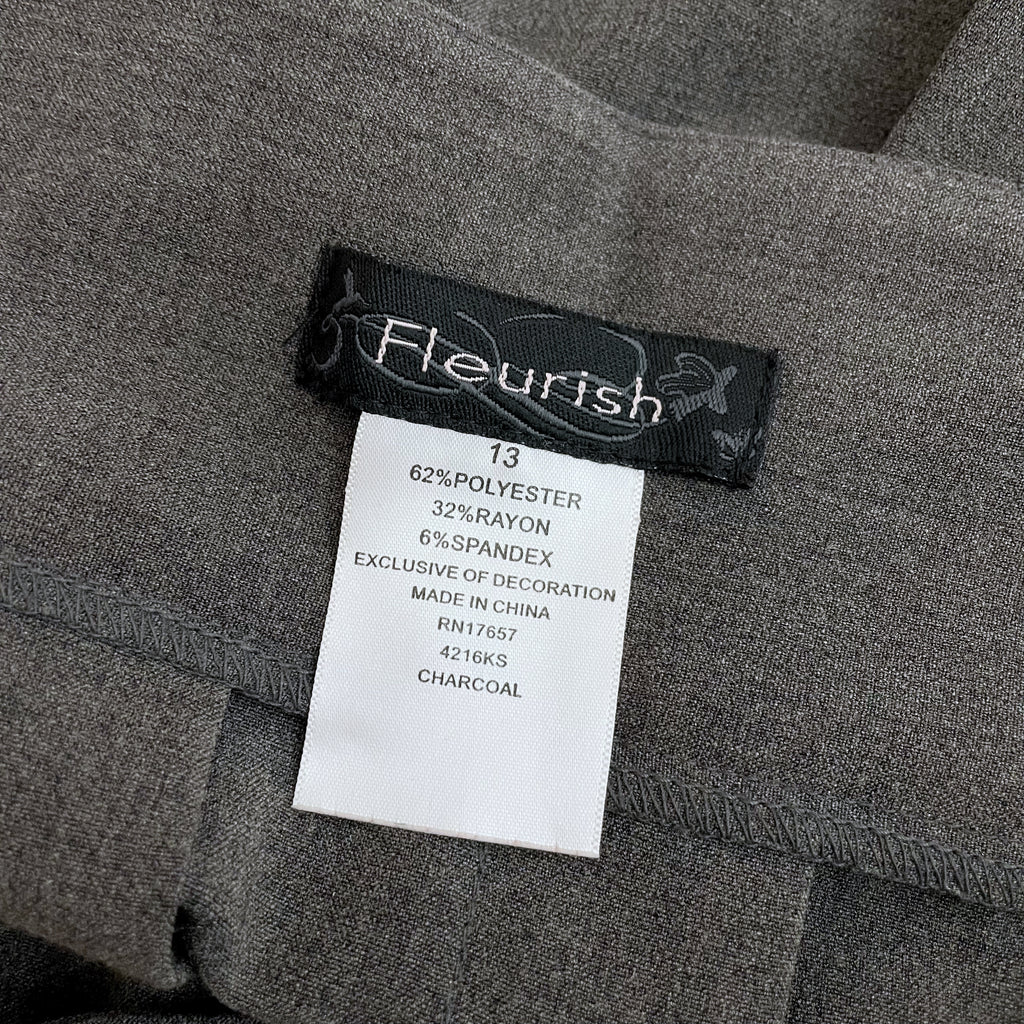 Fleurish
13
62%POLYESTER
32%RAYON
6%SPANDEX
EXCLUSIVE OF DECORATION
MADE IN CHINA
RN17657
4216KS
CHARCOAL